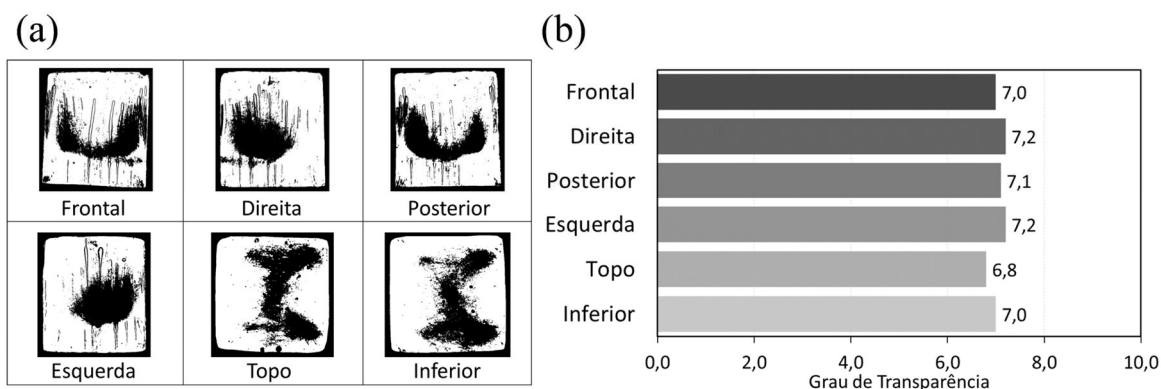 (a)
Frontal
Direita
Posterior
Esquerda
Topo
Inferior
(b)
Frontal
7,0
Direita
7,2
Posterior
7,1
Esquerda
7,2
Topo
6,8
Inferior
7,0
0,0 2,0 4,0 6,0 8,0 10,0
Grau de Transparência